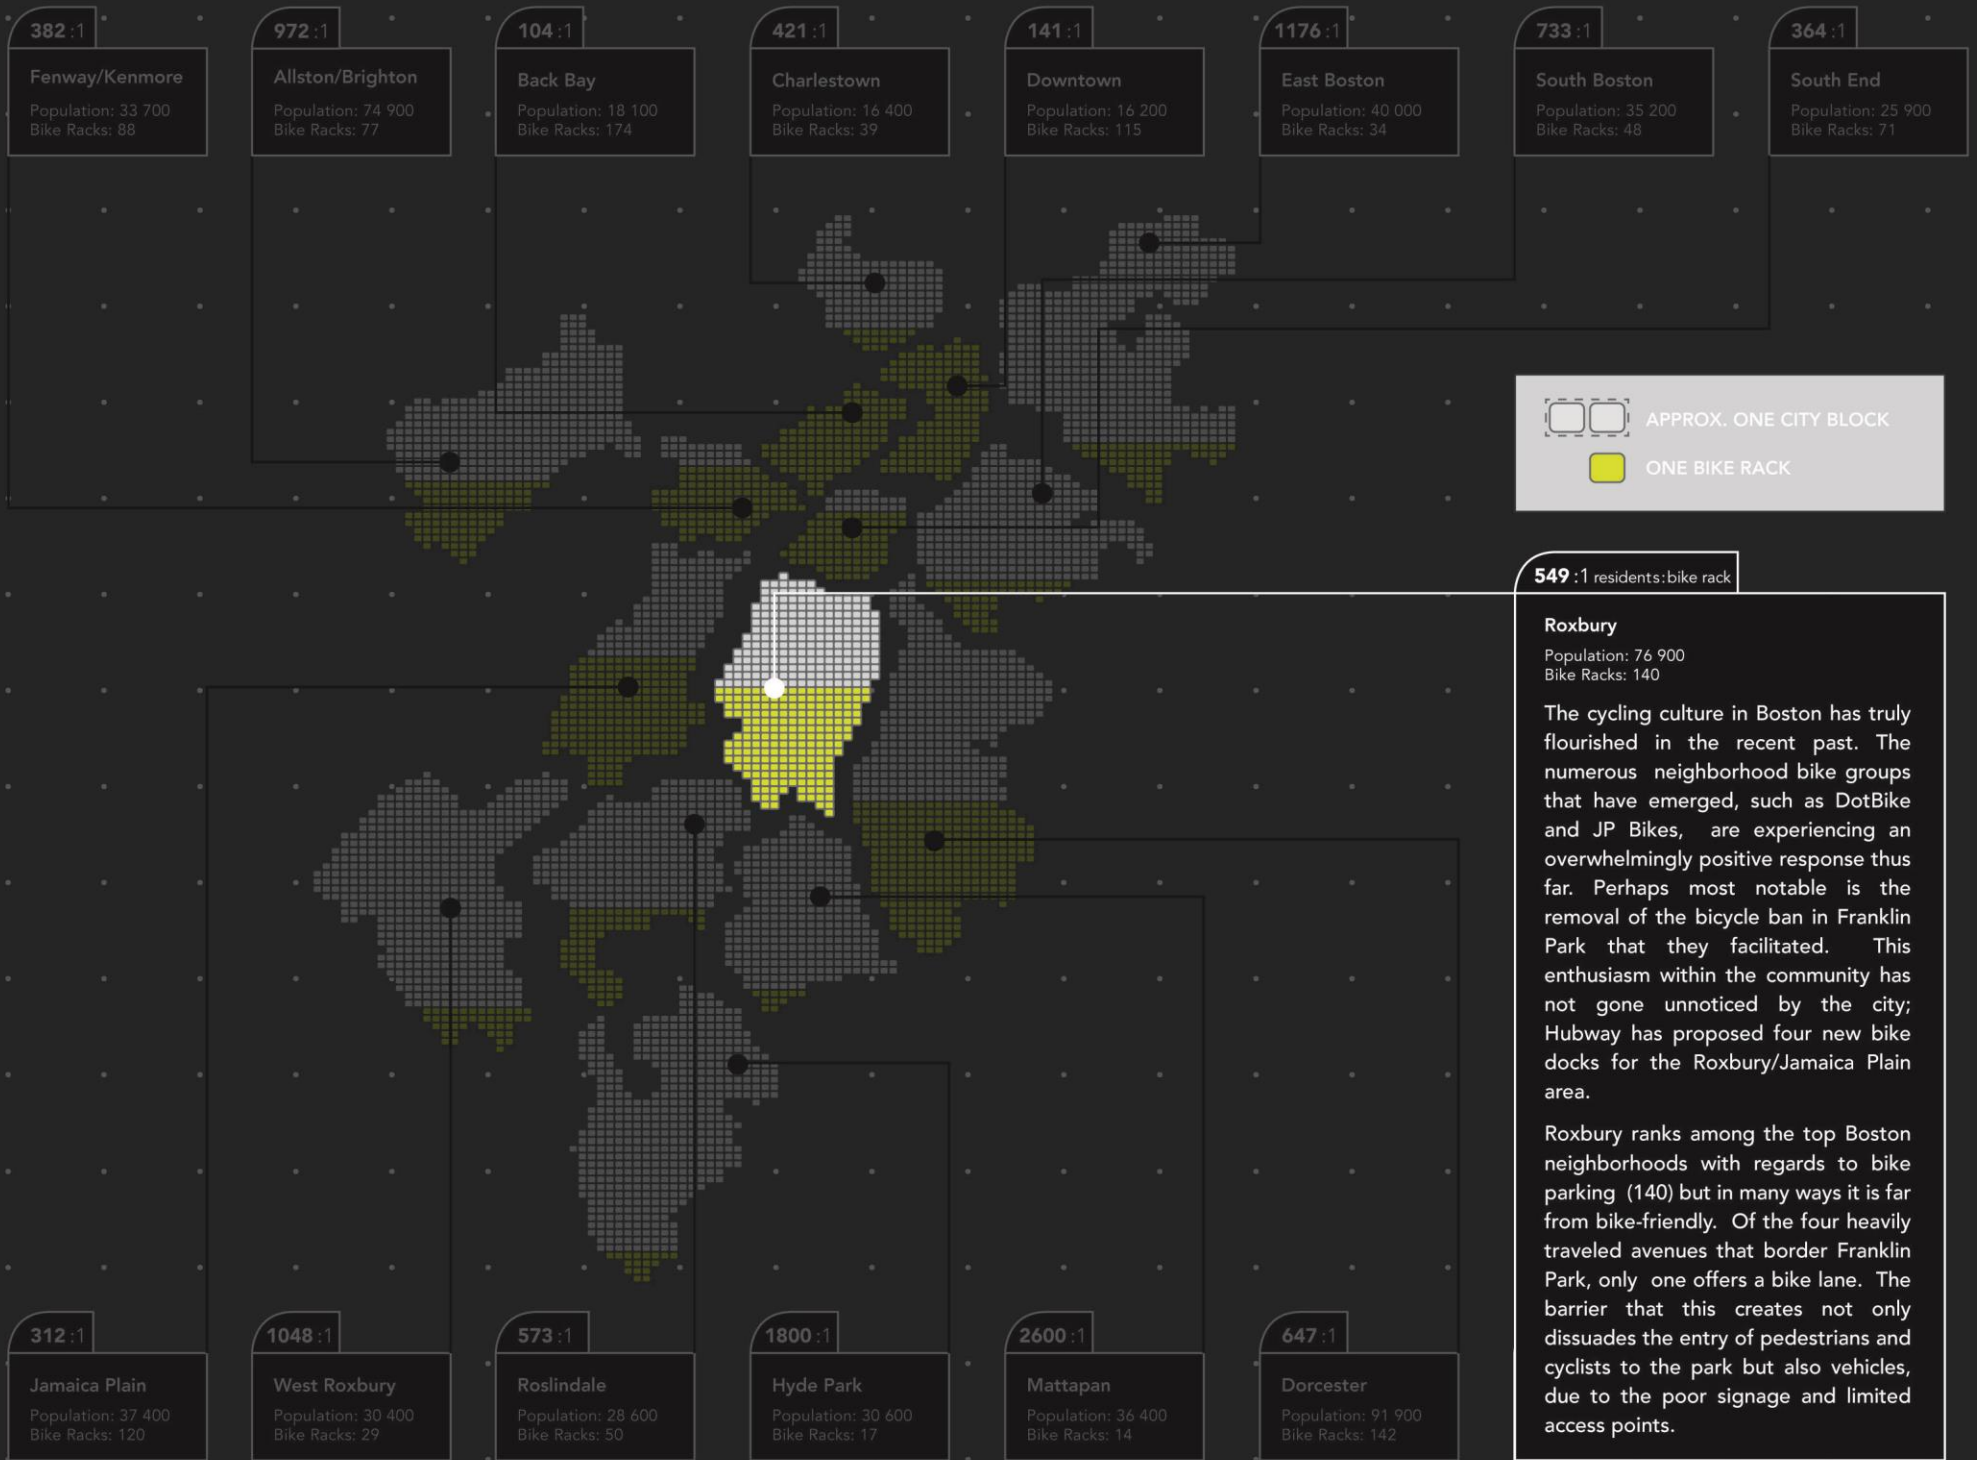 382 :1
Fenway/Kenmore
Population: 33 700
Bike Racks: 88
972 :1
Allston/Brighton
Population: 74 900
Bike Racks: 77
104 :1
Back Bay
Population: 18 100
Bike Racks: 174
421 :1
Charlestown
Population: 16 400
Bike Racks: 39
141 :1
Downtown
Population: 16 200
Bike Racks: 115
1176 :1
East Boston
Population: 40 000
Bike Racks: 34
733 :1
South Boston
Population: 35 200
Bike Racks: 48
364 :1
South End
Population: 25 900
Bike Racks: 71
APPROX. ONE CITY BLOCK
ONE BIKE RACK
549 :1 residents:bike rack
Roxbury
Population: 76 900
Bike Racks: 140
The cycling culture in Boston has truly
flourished in the recent past. The
numerous neighborhood bike groups
that have emerged, such as DotBike
and JP Bikes, are experiencing an
overwhelmingly positive response thus
far. Perhaps most notable is the
removal of the bicycle ban in Franklin
Park that they facilitated. This
enthusiasm within the community has
not gone unnoticed by the city;
Hubway has proposed four new bike
docks for the Roxbury/Jamaica Plain
area.
Roxbury ranks among the top Boston
neighborhoods with regards to bike
parking (140) but in many ways it is far
from bike-friendly. Of the four heavily
traveled avenues that border Franklin
Park, only one offers a bike lane. The
barrier that this creates not only
dissuades the entry of pedestrians and
cyclists to the park but also vehicles,
due to the poor signage and limited
access points.
312 :1
Jamaica Plain
Population: 37 400
Bike Racks: 120
1048 :1
West Roxbury
Population: 30 400
Bike Racks: 29
573 :1
Roslindale
Population: 28 600
Bike Racks: 50
1800 :1
Hyde Park
Population: 30 600
Bike Racks: 17
2600 :1
Mattapan
Population: 36 400
Bike Racks: 14
647 :1
Dorcester
Population: 91 900
Bike Racks: 142